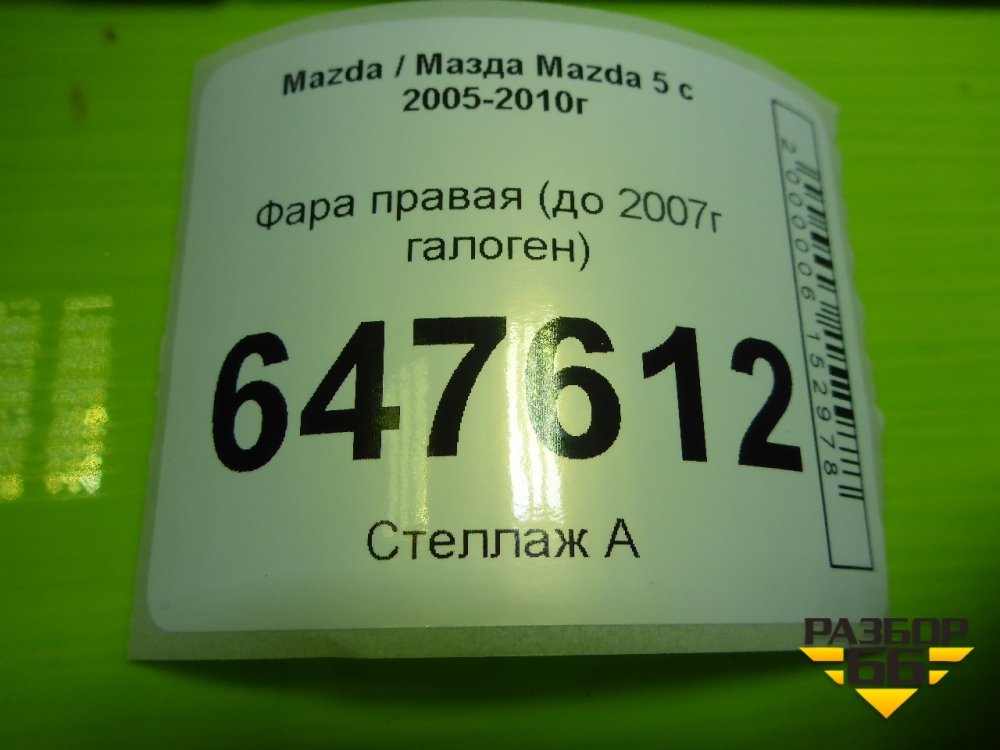 Mazda / Мазда Mazda 5 с
2005-2010г
Фара правая (до 2007г
галоген)
647612
Стеллаж А
2000006152978
РАЗБОР
66